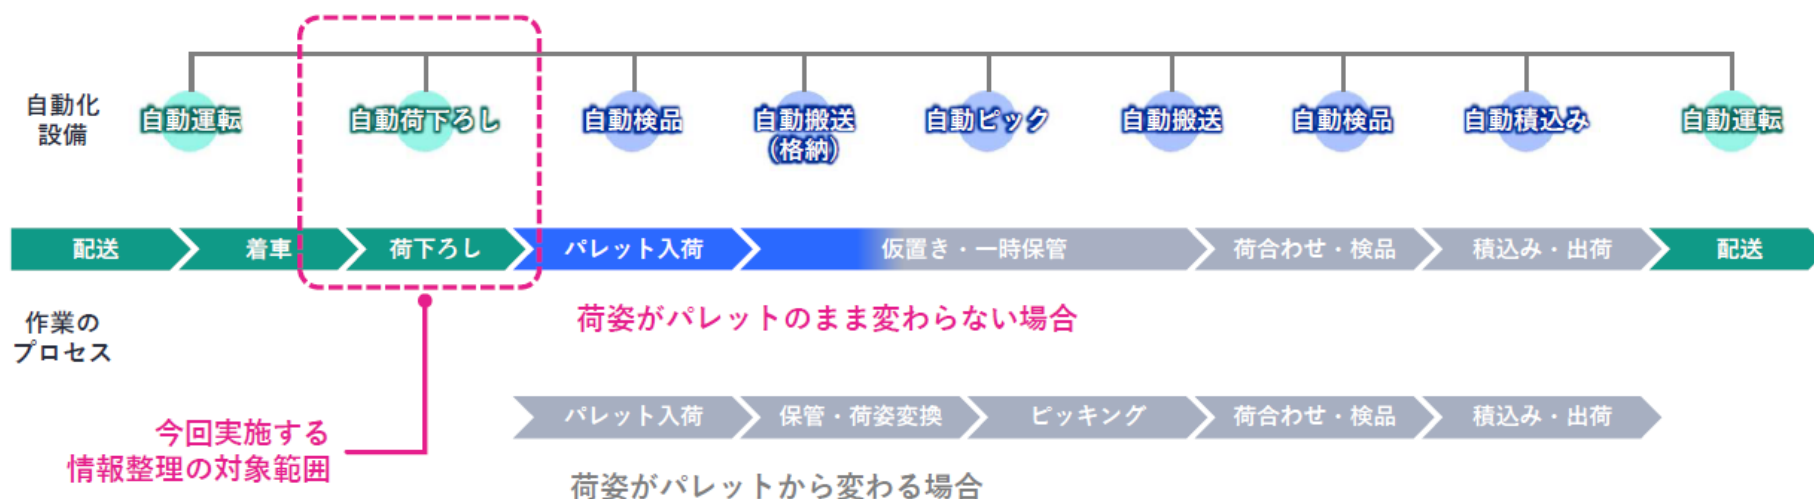 自動化
設備
自動運転
自動荷下ろし
自動検品
自動搬送
(格納)
自動ピック
自動搬送
自動検品
自動積込み
自動運転
配送
着車
荷下ろし
パレット入荷
仮置き・一時保管
荷合わせ・検品
積込み・出荷
配送
作業の
プロセス
荷姿がパレットのまま変わらない場合
パレット入荷
保管・荷姿変換
ピッキング
荷合わせ・検品
積込み・出荷
今回実施する
情報整理の対象範囲
荷姿がパレットから変わる場合